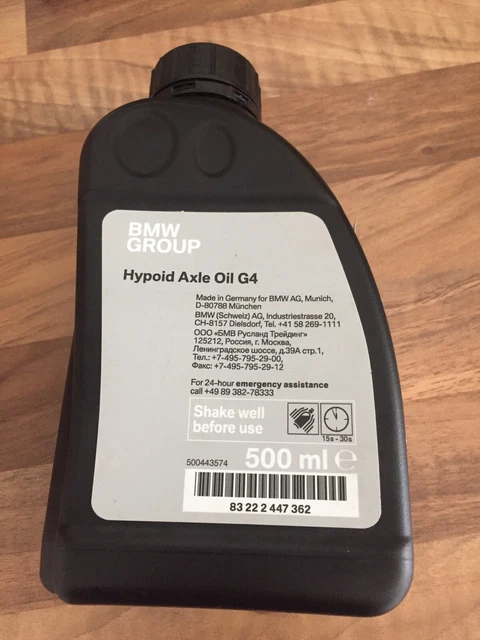 BMW
GROUP
Hypoid Axle Oil G4
Made in Germany for BMW AG, Munich,
D-80788 München
BMW (Schweiz) AG, Industriestrasse 20,
CH-8157 Dielsdorf, Tel. +41 58 269-1111
ООО «БМВ Русланд Трейдинг»
125212, Россия, г. Москва,
Ленинградское шоссе, д.39А стр.1,
Тел.: +7-495-795-29-00,
Факс: +7-495-795-29-12
For 24-hour emergency assistance
call +49 89 382-78333
Shake well
before use
15s - 30s
500443574
500 ml ℮
83 22 2 447 362